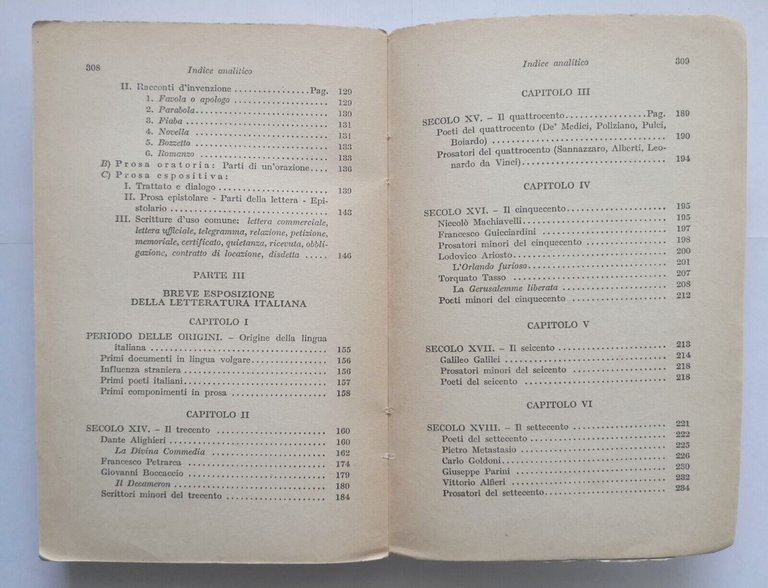 308 Indice analitico
II. Racconti d'invenzione ..................Pag. 129
1. Favola o apologo .......................... 129
2. Parabola ................................... 130
3. Fiaba ...................................... 131
4. Novella .................................... 131
5. Bozzetto ................................... 133
6. Romanzo .................................... 133
B) Prosa oratoria: Parti di un'orazione.... 136
C) Prosa espositiva:
I. Trattato e dialogo ......................... 139
II. Prosa epistolare - Parti della lettera - Epi-
stolario ...................................... 143
III. Scritture d'uso comune: lettera commerciale,
lettera ufficiale, telegramma, relazione, petizione,
memoriale, certificato, quietanza, ricevuta, obbli-
gazione, contratto di locazione, disdetta ..... 146
PARTE III
BREVE ESPOSIZIONE
DELLA LETTERATURA ITALIANA
CAPITOLO I
PERIODO DELLE ORIGINI. - Origine della lingua
italiana ...................................... 155
Primi documenti in lingua volgare.............. 156
Influenza straniera ........................... 156
Primi poeti italiani........................... 157
Primi componimenti in prosa ................... 158
CAPITOLO II
SECOLO XIV. - Il trecento ..................... 160
Dante Alighieri ............................... 160
La Divina Commedia ............................ 162
Francesco Petrarca ............................ 174
Giovanni Boccaccio ............................ 179
Il Decameron .................................. 180
Scrittori minori del trecento ................. 184
Indice analitico 309
CAPITOLO III
SECOLO XV. - Il quattrocento................Pag. 189
Poeti del quattrocento (De' Medici, Poliziano, Pulci,
Boiardo) ...................................... 190
Prosatori del quattrocento (Sannazzaro, Alberti, Leo-
nardo da Vinci)................................ 194
CAPITOLO IV
SECOLO XVI. - Il cinquecento................... 195
Niccolò Machiavelli ........................... 195
Francesco Guicciardini ........................ 197
Prosatori minori del cinquecento .............. 198
Lodovico Ariosto .............................. 200
L'Orlando furioso.............................. 201
Torquato Tasso ................................ 207
La Gerusalemme liberata ....................... 208
Poeti minori del cinquecento .................. 212
CAPITOLO V
SECOLO XVII. - Il seicento .................... 213
Galileo Galilei ............................... 214
Prosatori minori del seicento ................. 218
Poeti del seicento ............................ 218
CAPITOLO VI
SECOLO XVIII. - Il settecento ................. 221
Poeti del settecento .......................... 222
Pietro Metastasio ............................. 225
Carlo Goldoni ................................. 226
Giuseppe Parini ............................... 230
Vittorio Alfieri .............................. 232
Prosatori del settecento....................... 234